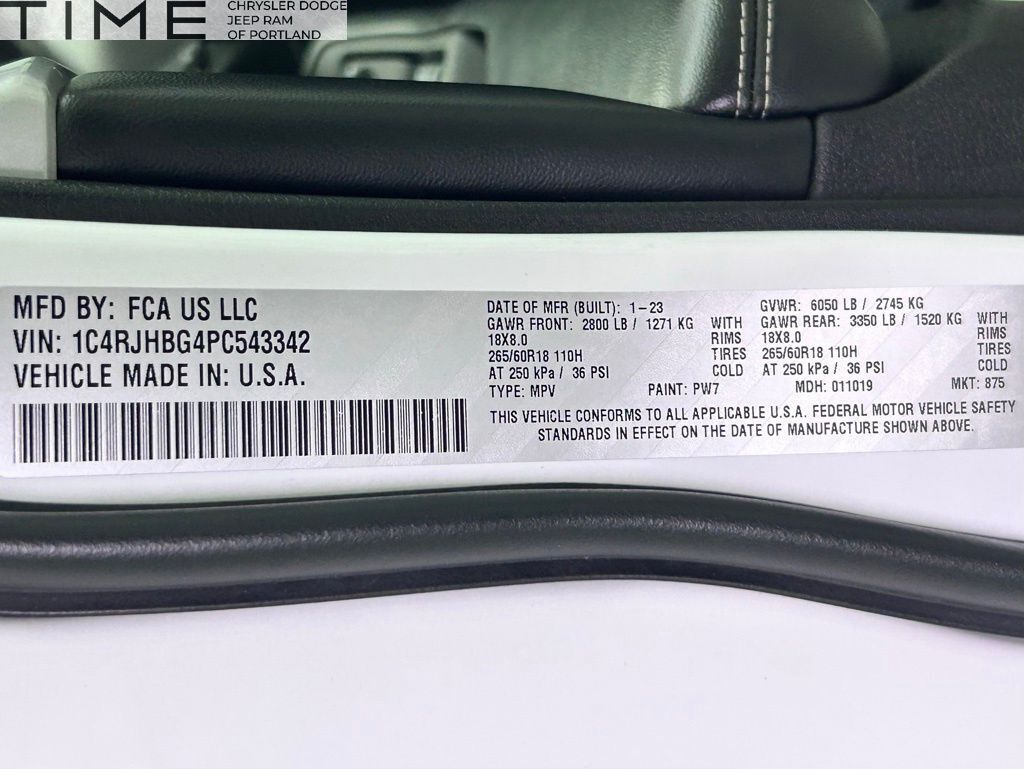 TIME
CHRYSLER DODGE
JEEP RAM
OF PORTLAND
MFD BY: FCA US LLC
VIN: 1C4RJHBG4PC543342
VEHICLE MADE IN: U.S.A.
DATE OF MFR (BUILT): 1-23
GVWR: 6050 LB / 2745 KG
GAWR FRONT: 2800 LB / 1271 KG WITH
18X8.0 RIMS
265/60R18 110H TIRES
AT 250 kPa / 36 PSI COLD
GAWR REAR: 3350 LB / 1520 KG WITH
18X8.0 RIMS
265/60R18 110H TIRES
AT 250 kPa / 36 PSI COLD
TYPE: MPV PAINT: PW7 MDH: 011019 MKT: 875
THIS VEHICLE CONFORMS TO ALL APPLICABLE U.S.A. FEDERAL MOTOR VEHICLE SAFETY
STANDARDS IN EFFECT ON THE DATE OF MANUFACTURE SHOWN ABOVE.